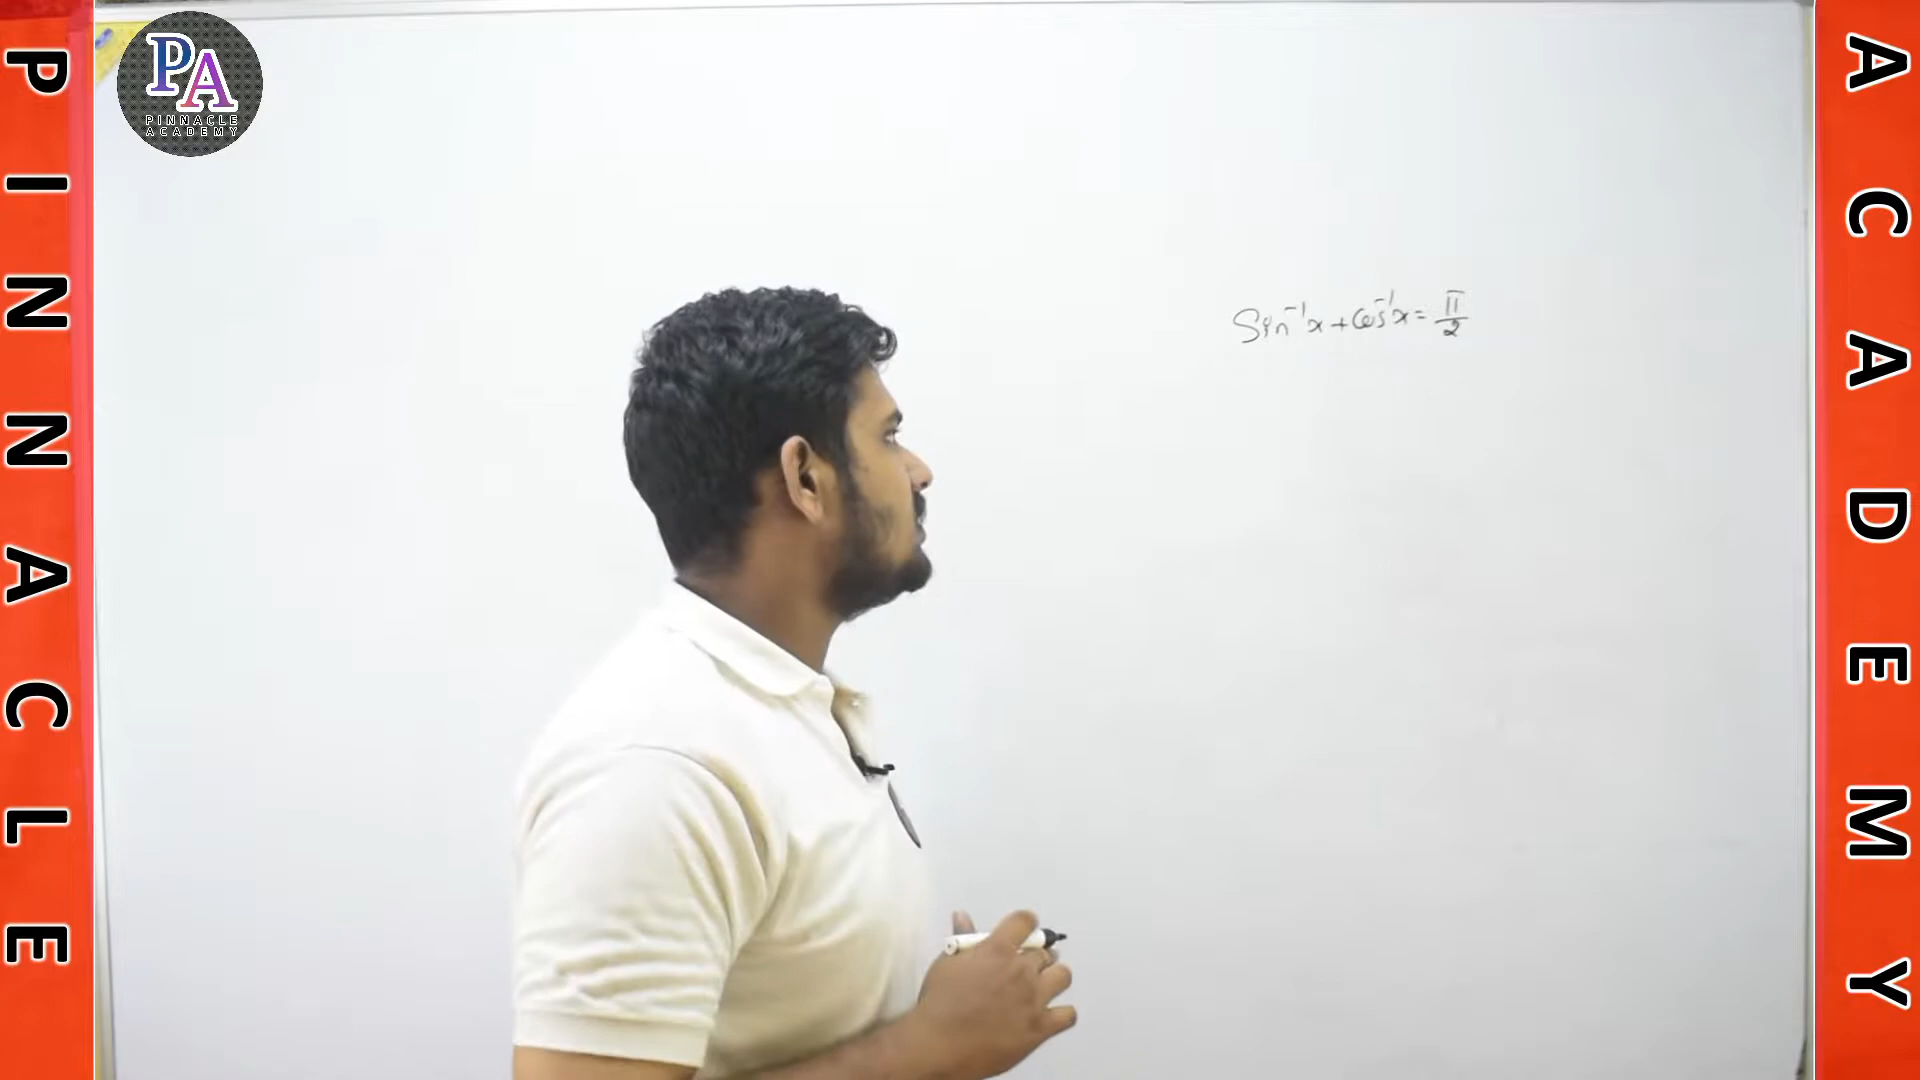 PINNACLE
PA
PINNACLE
ACADEMY
Sin⁻¹x + Cos⁻¹x = π/2
ACADEMY